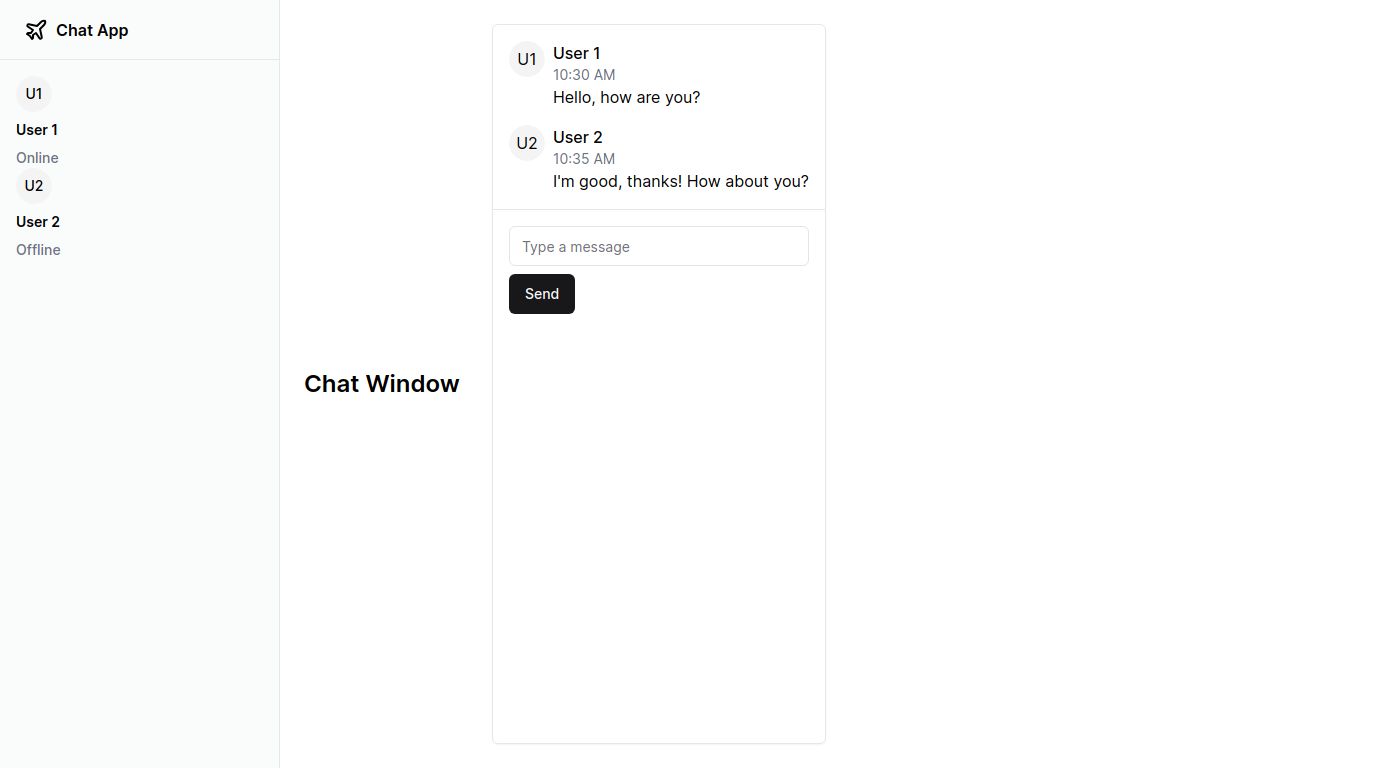 Chat App
U1
User 1
Online
U2
User 2
Offline
Chat Window
U1
User 1
10:30 AM
Hello, how are you?
U2
User 2
10:35 AM
I'm good, thanks! How about you?
Type a message
Send